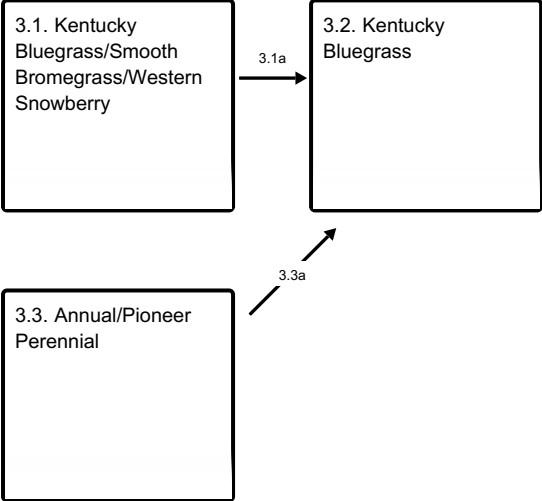 3.1. Kentucky
Bluegrass/Smooth
Bromegrass/Western
Snowberry
3.1a
3.2. Kentucky
Bluegrass
3.3a
3.3. Annual/Pioneer
Perennial